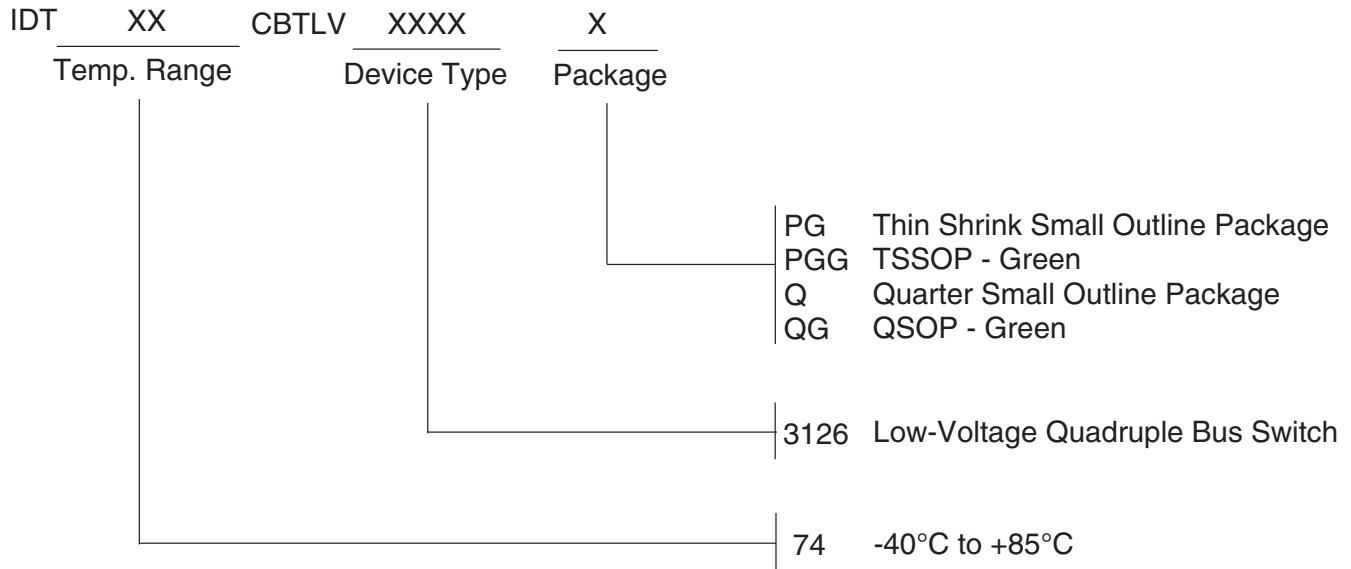 IDT XX CBTLV XXXX X
Temp. Range Device Type Package
PG Thin Shrink Small Outline Package
PGG TSSOP - Green
Q Quarter Small Outline Package
QG QSOP - Green
3126 Low-Voltage Quadruple Bus Switch
74 -40°C to +85°C